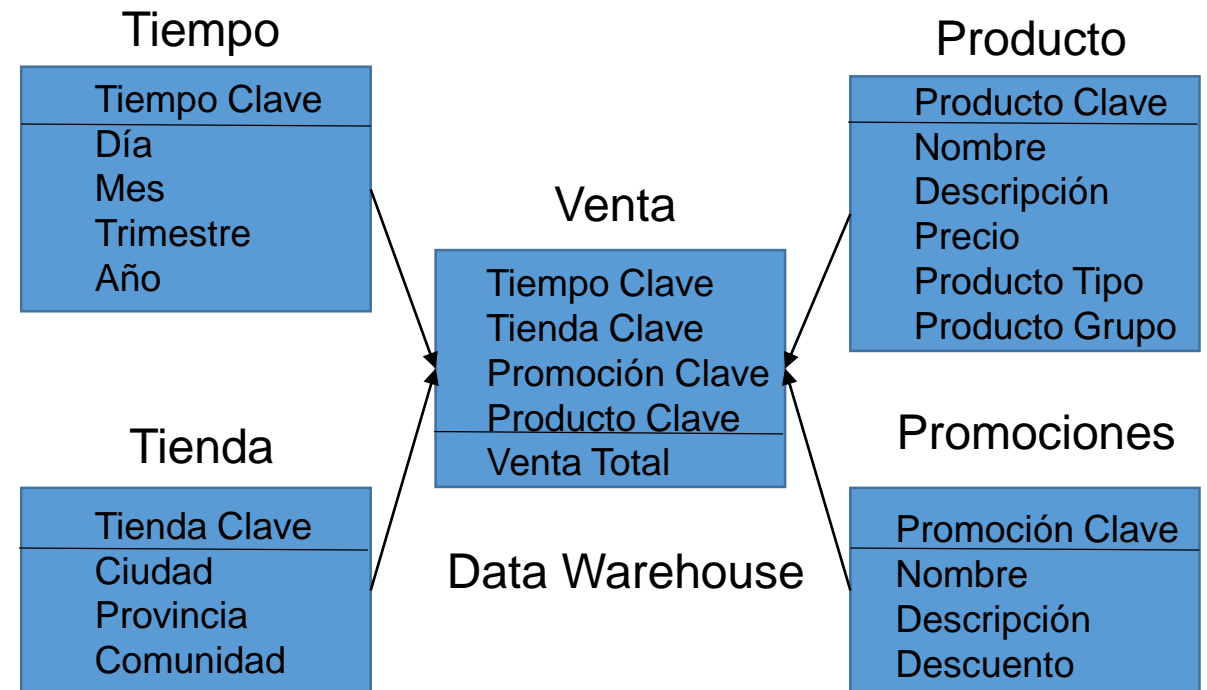 Tiempo
Tiempo Clave
Día
Mes
Trimestre
Año
Tienda
Tienda Clave
Ciudad
Provincia
Comunidad
Venta
Tiempo Clave
Tienda Clave
Promoción Clave
Producto Clave
Venta Total
Data Warehouse
Producto
Producto Clave
Nombre
Descripción
Precio
Producto Tipo
Producto Grupo
Promociones
Promoción Clave
Nombre
Descripción
Descuento